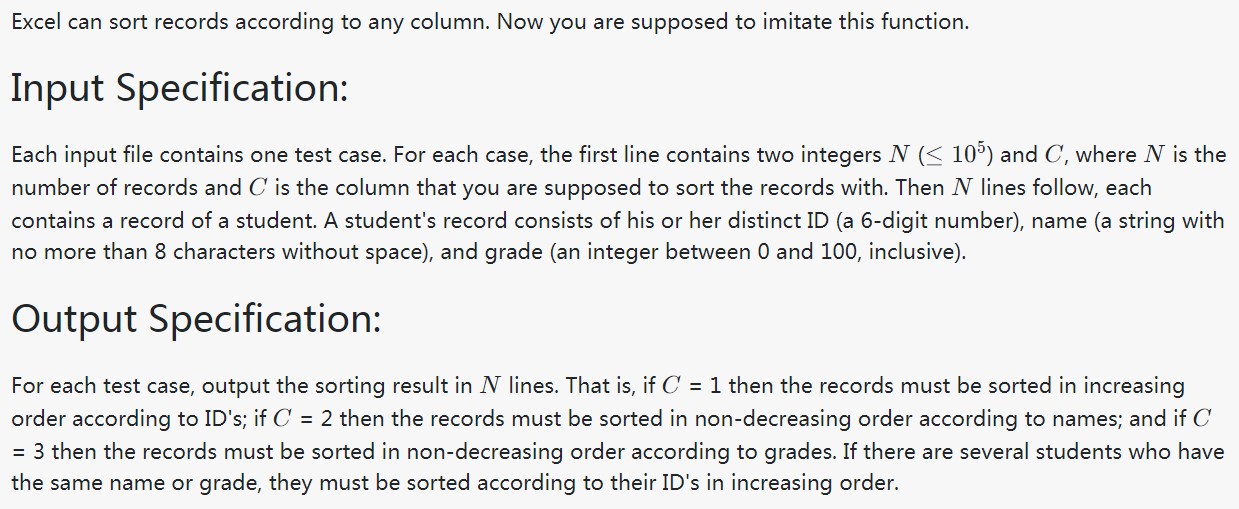 Excel can sort records according to any column. Now you are supposed to imitate this function.
Input Specification:
Each input file contains one test case. For each case, the first line contains two integers N (≤ 10⁵) and C, where N is the
number of records and C is the column that you are supposed to sort the records with. Then N lines follow, each
contains a record of a student. A student's record consists of his or her distinct ID (a 6-digit number), name (a string with
no more than 8 characters without space), and grade (an integer between 0 and 100, inclusive).
Output Specification:
For each test case, output the sorting result in N lines. That is, if C = 1 then the records must be sorted in increasing
order according to ID's; if C = 2 then the records must be sorted in non-decreasing order according to names; and if C
= 3 then the records must be sorted in non-decreasing order according to grades. If there are several students who have
the same name or grade, they must be sorted according to their ID's in increasing order.